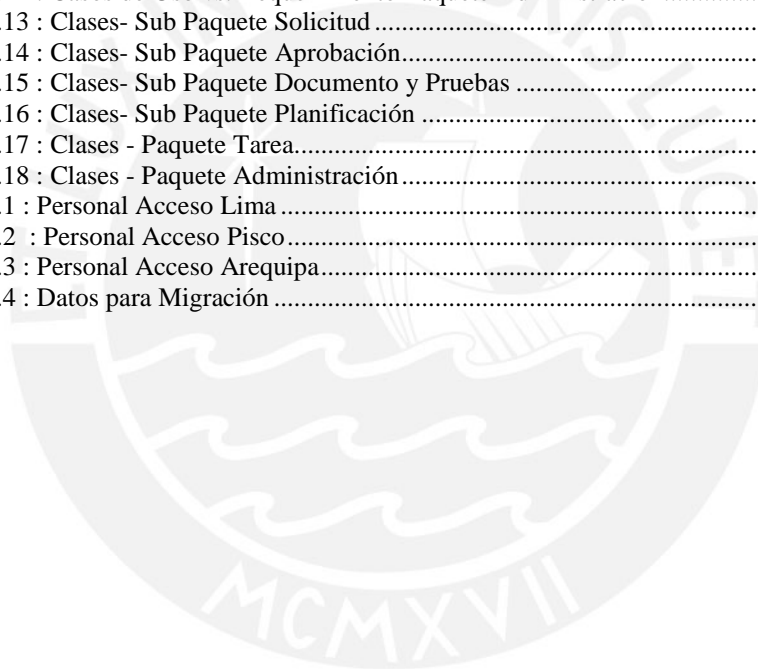 .13 : Clases- Sub Paquete Solicitud ........................................................................
.14 : Clases- Sub Paquete Aprobación........................................................................
.15 : Clases- Sub Paquete Documento y Pruebas ........................................................
.16 : Clases- Sub Paquete Planificación .....................................................................
.17 : Clases - Paquete Tarea.........................................................................................
.18 : Clases - Paquete Administración........................................................................
.1 : Personal Acceso Lima ...........................................................................................
.2  : Personal Acceso Pisco..........................................................................................
.3 : Personal Acceso Arequipa.....................................................................................
.4 : Datos para Migración ............................................................................................
LUCET
MCMXVII